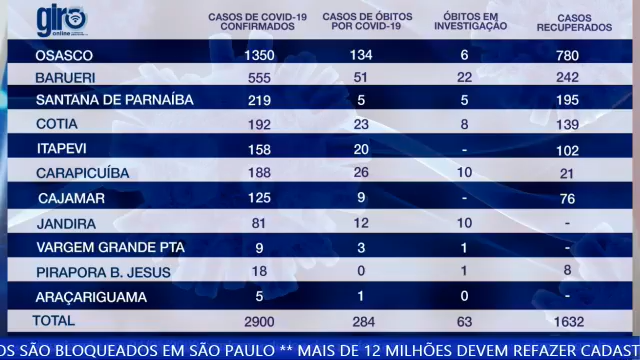 giro
online
CASOS DE COVID-19 CONFIRMADOS CASOS DE ÓBITOS POR COVID-19 ÓBITOS EM INVESTIGAÇÃO CASOS RECUPERADOS
OSASCO 1350 134 6 780
BARUERI 555 51 22 242
SANTANA DE PARNAÍBA 219 5 5 195
COTIA 192 23 8 139
ITAPEVI 158 20 - 102
CARAPICUÍBA 188 26 10 21
CAJAMAR 125 9 - 76
JANDIRA 81 12 10 -
VARGEM GRANDE PTA 9 3 1 -
PIRAPORA B. JESUS 18 0 1 8
ARAÇARIGUAMA 5 1 0 -
TOTAL 2900 284 63 1632
OS SÃO BLOQUEADOS EM SÃO PAULO ** MAIS DE 12 MILHÕES DEVEM REFAZER CADAST